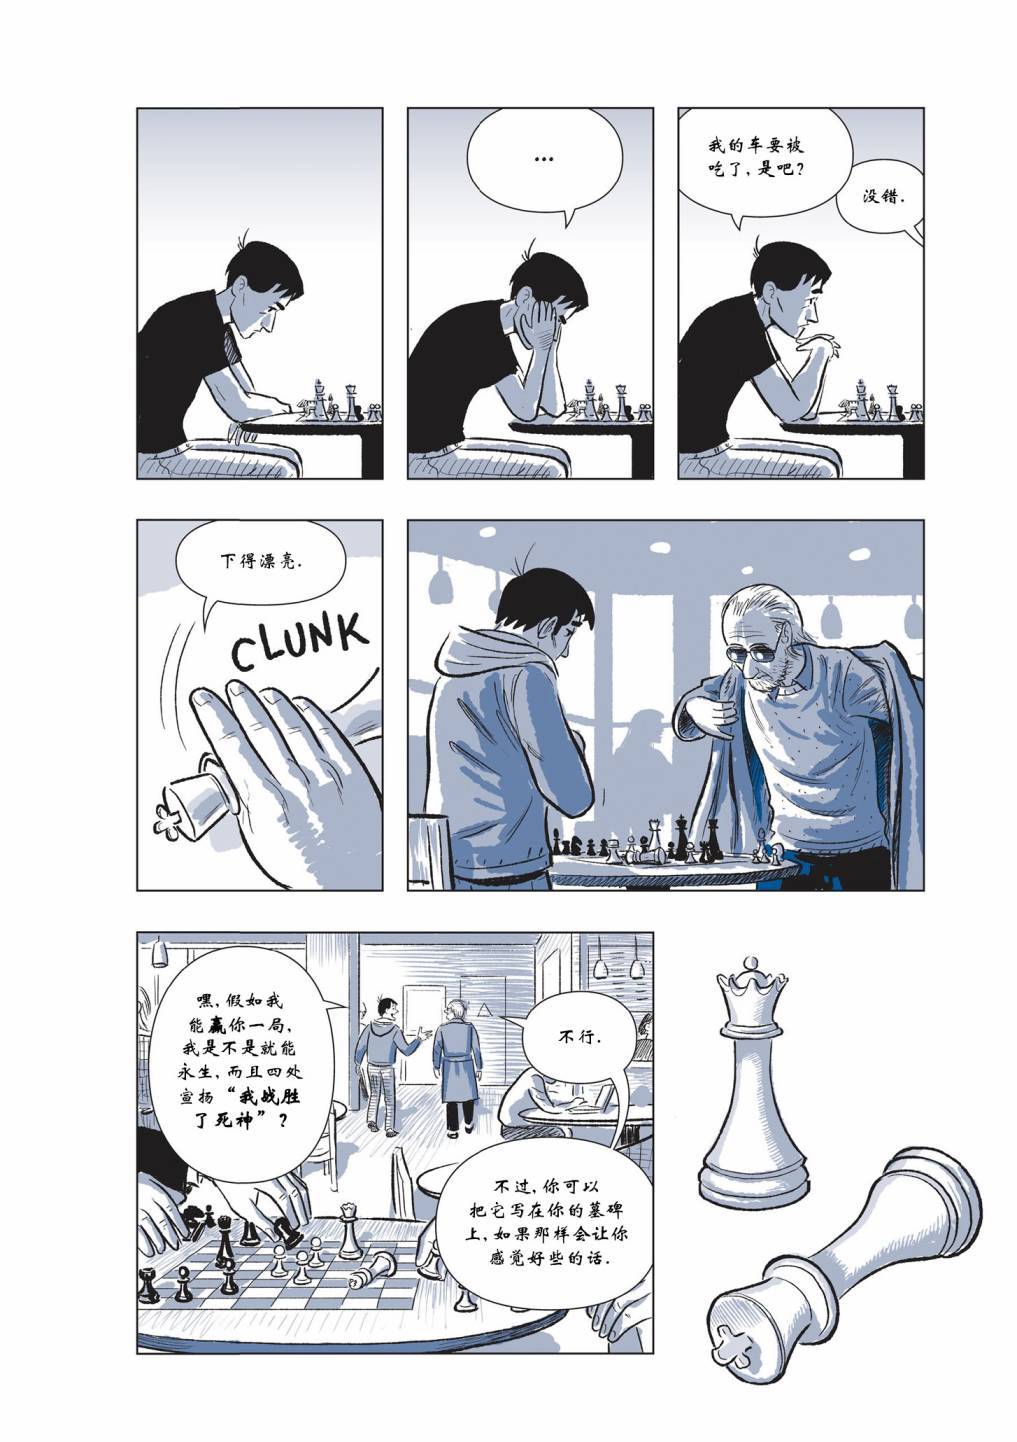 ...
我的车要被
吃了，是吧？
没错.
下得漂亮.
CLUNK
嘿，假如我
能赢你一局，
我是不是就能
永生，而且四处
宣扬“我战胜
了死神”？
不行.
不过，你可以
把它写在你的墓碑
上，如果那样会让你
感觉好些的话.